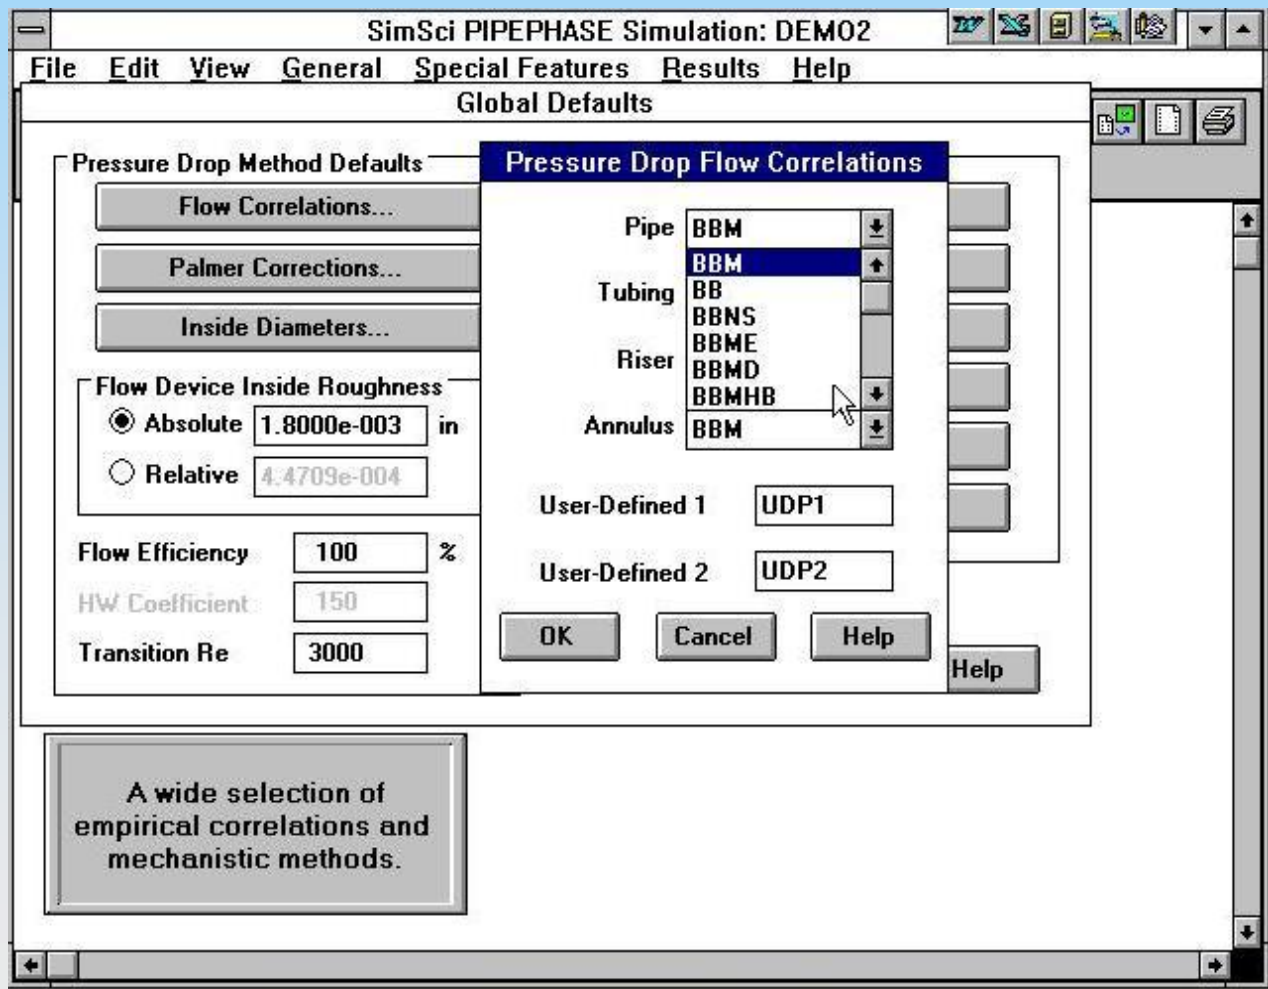 SimSci PIPEPHASE Simulation: DEMO2
File Edit View General Special Features Results Help
Global Defaults
Pressure Drop Method Defaults
Flow Correlations...
Palmer Corrections...
Inside Diameters...
Flow Device Inside Roughness
Absolute 1.8000e-003 in
Relative 4.4709e-004
Flow Efficiency 100 %
HW Coefficient 150
Transition Re 3000
Pressure Drop Flow Correlations
Pipe BBM
BBM
Tubing BB
BBNS
BBME
Riser BBMD
BBMHB
Annulus BBM
User-Defined 1 UDP1
User-Defined 2 UDP2
OK Cancel Help
Help
A wide selection of
empirical correlations and
mechanistic methods.